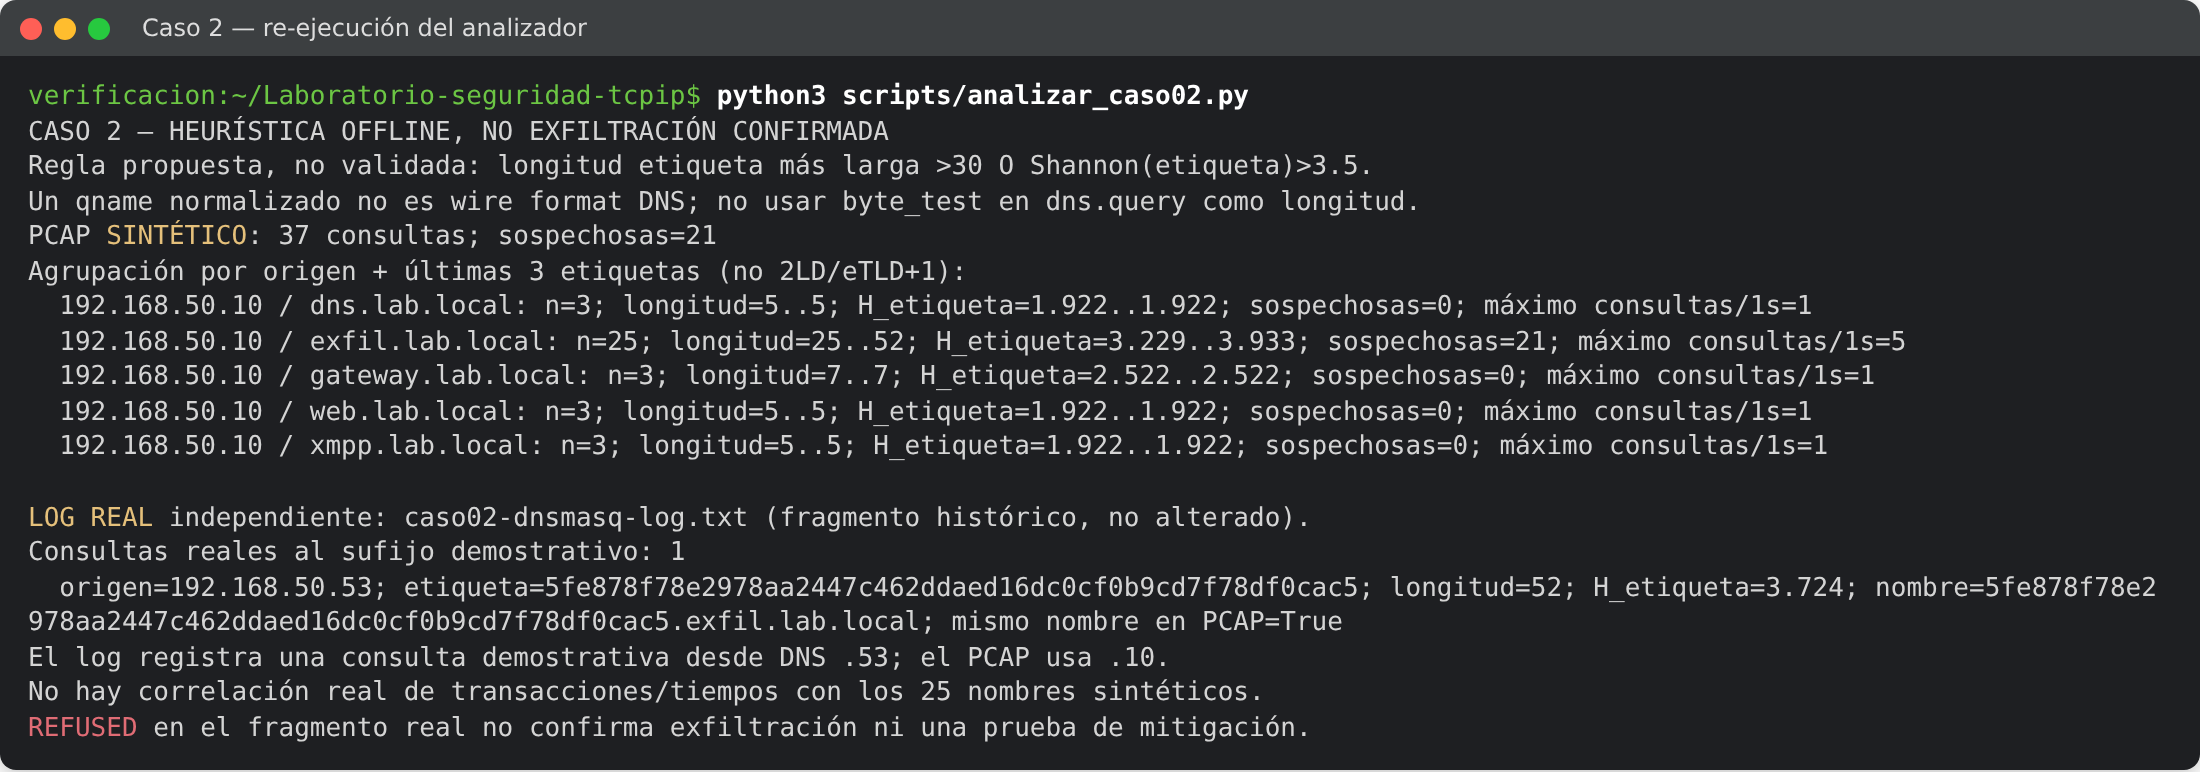 Caso 2 — re-ejecución del analizador
verificacion:~/Laboratorio-seguridad-tcpip$ python3 scripts/analizar_caso02.py
CASO 2 — HEURÍSTICA OFFLINE, NO EXFILTRACIÓN CONFIRMADA
Regla propuesta, no validada: longitud etiqueta más larga >30 O Shannon(etiqueta)>3.5.
Un qname normalizado no es wire format DNS; no usar byte_test en dns.query como longitud.
PCAP SINTÉTICO: 37 consultas; sospechosas=21
Agrupación por origen + últimas 3 etiquetas (no 2LD/eTLD+1):
  192.168.50.10 / dns.lab.local: n=3; longitud=5..5; H_etiqueta=1.922..1.922; sospechosas=0; máximo consultas/1s=1
  192.168.50.10 / exfil.lab.local: n=25; longitud=25..52; H_etiqueta=3.229..3.933; sospechosas=21; máximo consultas/1s=5
  192.168.50.10 / gateway.lab.local: n=3; longitud=7..7; H_etiqueta=2.522..2.522; sospechosas=0; máximo consultas/1s=1
  192.168.50.10 / web.lab.local: n=3; longitud=5..5; H_etiqueta=1.922..1.922; sospechosas=0; máximo consultas/1s=1
  192.168.50.10 / xmpp.lab.local: n=3; longitud=5..5; H_etiqueta=1.922..1.922; sospechosas=0; máximo consultas/1s=1
LOG REAL independiente: caso02-dnsmasq-log.txt (fragmento histórico, no alterado).
Consultas reales al sufijo demostrativo: 1
  origen=192.168.50.53; etiqueta=5fe878f78e2978aa2447c462ddaed16dc0cf0b9cd7f78df0cac5; longitud=52; H_etiqueta=3.724; nombre=5fe878f78e2
978aa2447c462ddaed16dc0cf0b9cd7f78df0cac5.exfil.lab.local; mismo nombre en PCAP=True
El log registra una consulta demostrativa desde DNS .53; el PCAP usa .10.
No hay correlación real de transacciones/tiempos con los 25 nombres sintéticos.
REFUSED en el fragmento real no confirma exfiltración ni una prueba de mitigación.